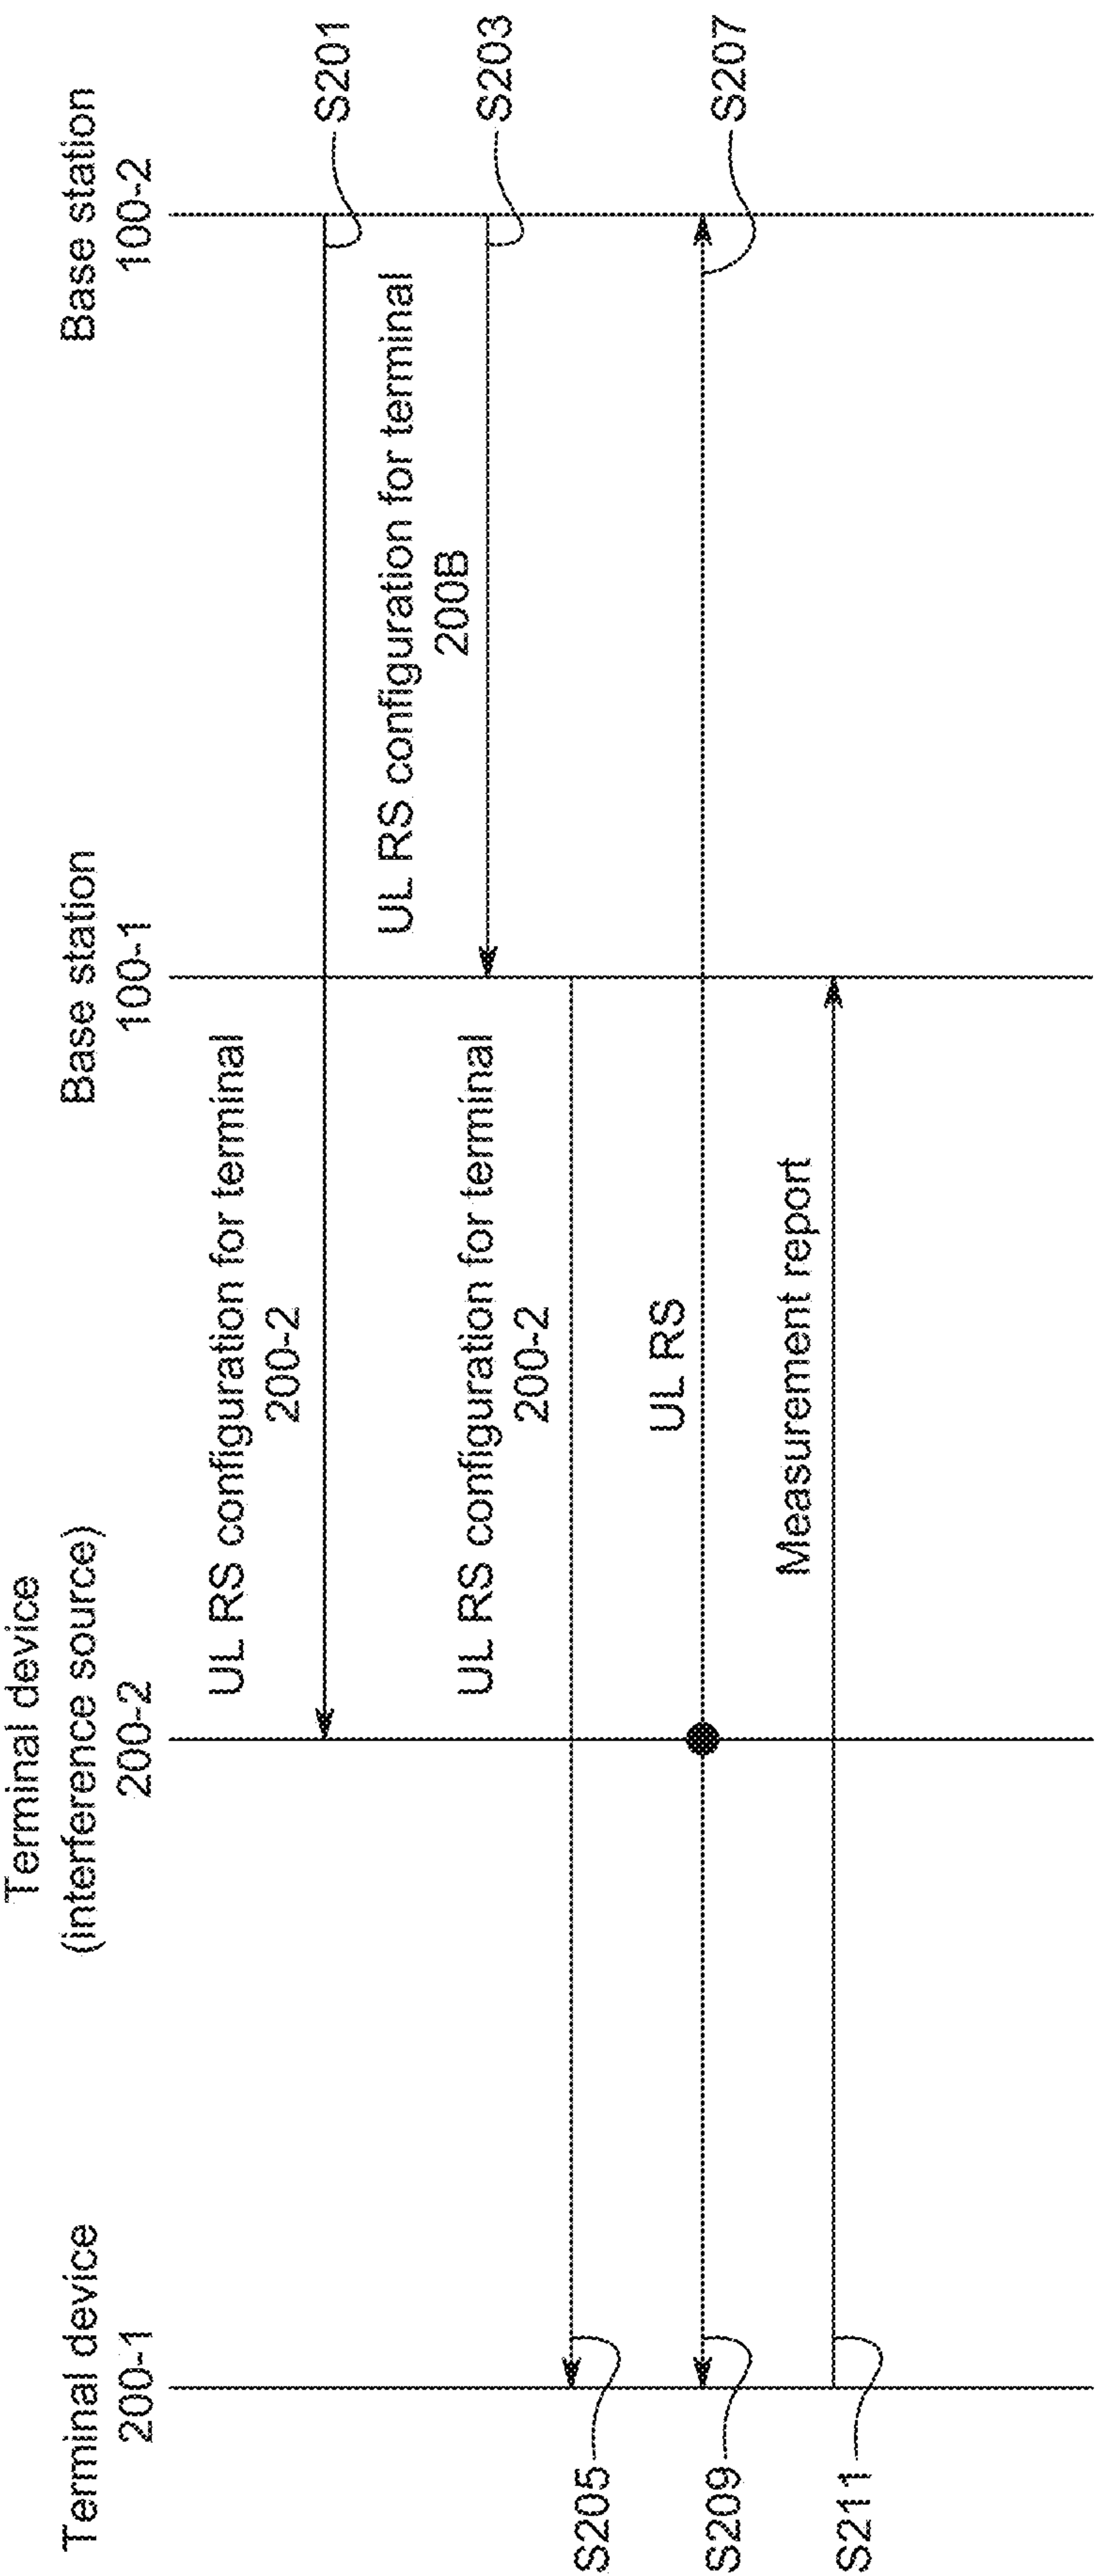 Terminal device
200-1
Terminal device
(interference source)
200-2
Base station
100-1
Base station
100-2
UL RS configuration for terminal
200-2
S201
UL RS configuration for terminal
200B
S203
UL RS configuration for terminal
200-2
S205
UL RS
S207
S209
Measurement report
S211